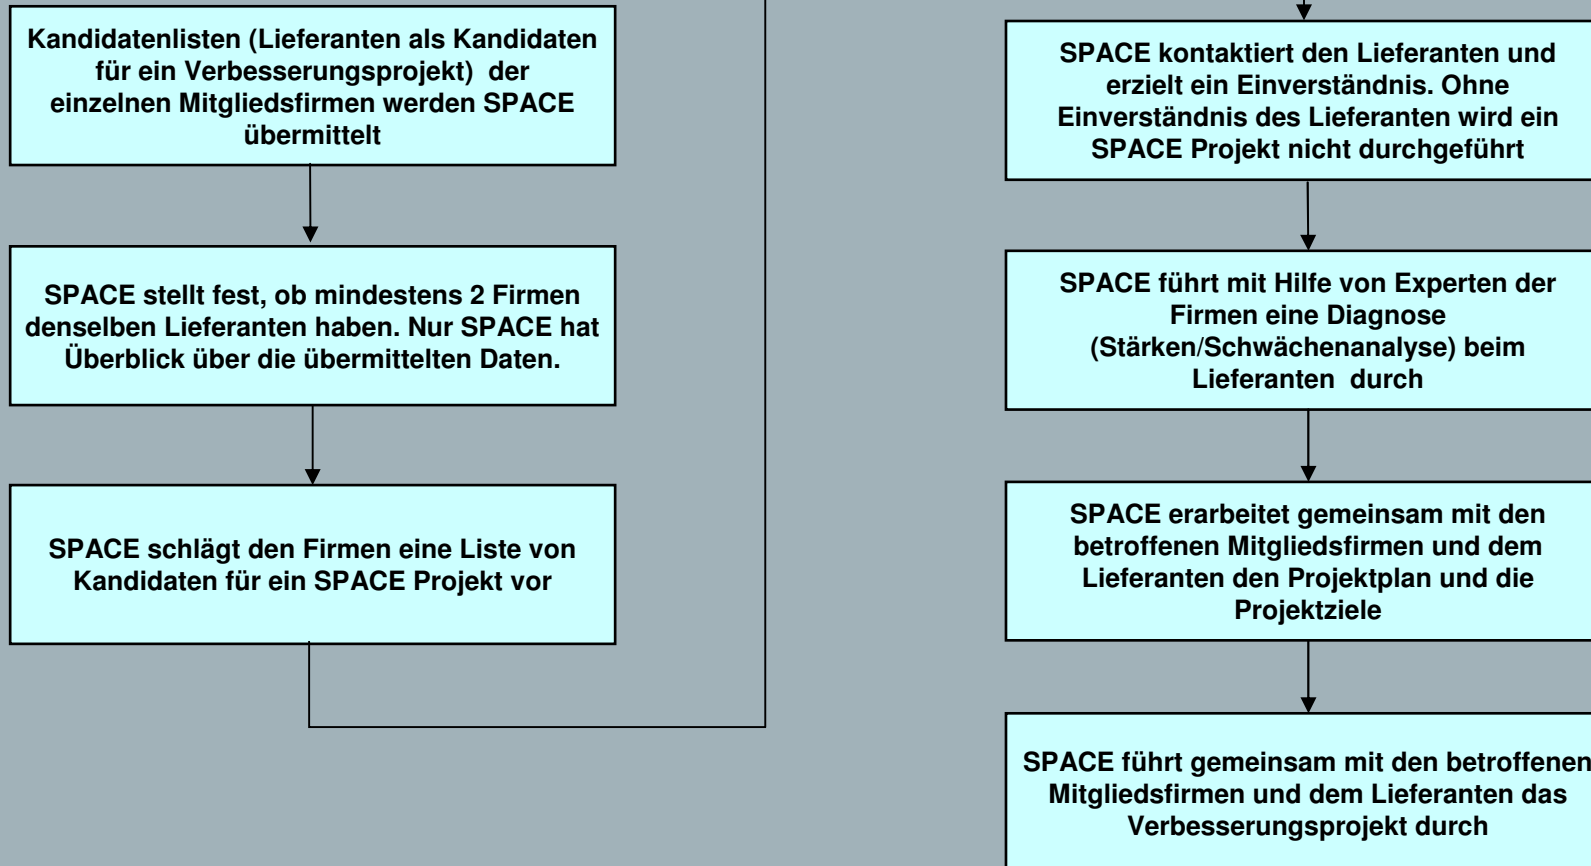 Kandidatenlisten (Lieferanten als Kandidaten
für ein Verbesserungsprojekt)  der
einzelnen Mitgliedsfirmen werden SPACE
übermittelt
SPACE stellt fest, ob mindestens 2 Firmen
denselben Lieferanten haben. Nur SPACE hat
Überblick über die übermittelten Daten.
SPACE schlägt den Firmen eine Liste von
Kandidaten für ein SPACE Projekt vor
SPACE kontaktiert den Lieferanten und
erzielt ein Einverständnis. Ohne
Einverständnis des Lieferanten wird ein
SPACE Projekt nicht durchgeführt
SPACE führt mit Hilfe von Experten der
Firmen eine Diagnose
(Stärken/Schwächenanalyse) beim
Lieferanten  durch
SPACE erarbeitet gemeinsam mit den
betroffenen Mitgliedsfirmen und dem
Lieferanten den Projektplan und die
Projektziele
SPACE führt gemeinsam mit den betroffenen
Mitgliedsfirmen und dem Lieferanten das
Verbesserungsprojekt durch